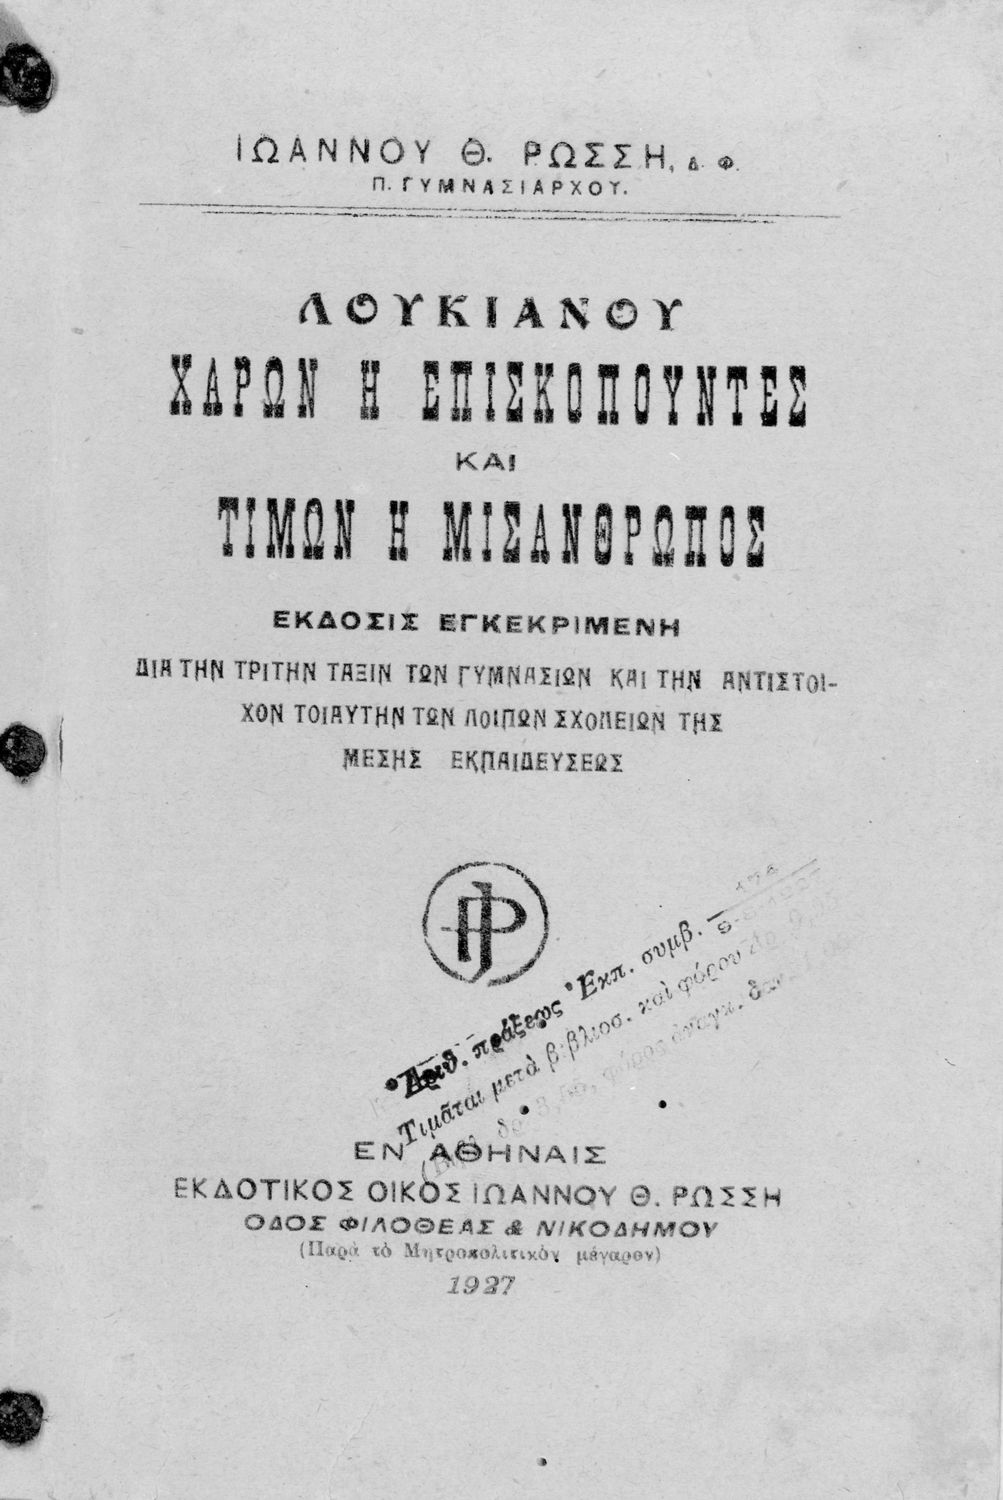 ΙΩΑΝΝΟΥ Θ. ΡΩΣΣΗ, Δ. Φ.
Π. ΓΥΜΝΑΣΙΑΡΧΟΥ.
ΛΟΥΚΙΑΝΟΥ
ΧΑΡΩΝ Η ΕΠΙΣΚΟΠΟΥΝΤΕΣ
ΚΑΙ
ΤΙΜΩΝ Η ΜΙΣΑΝΘΡΩΠΟΣ
ΕΚΔΟΣΙΣ ΕΓΚΕΚΡΙΜΕΝΗ
ΔΙΑ ΤΗΝ ΤΡΙΤΗΝ ΤΑΞΙΝ ΤΩΝ ΓΥΜΝΑΣΙΩΝ ΚΑΙ ΤΗΝ ΑΝΤΙΣΤΟΙ-
ΧΟΝ ΤΟΙΑΥΤΗΝ ΤΩΝ ΛΟΙΠΩΝ ΣΧΟΛΕΙΩΝ ΤΗΣ
ΜΕΣΗΣ ΕΚΠΑΙΔΕΥΣΕΩΣ
Ἀριθ. πράξεως Ἐκπ. συμβ.
Τιμᾶται μετὰ βιβλιοσ. καὶ φόρου
φόρος ἀναγκ.
ΕΝ ΑΘΗΝΑΙΣ
ΕΚΔΟΤΙΚΟΣ ΟΙΚΟΣ ΙΩΑΝΝΟΥ Θ. ΡΩΣΣΗ
ΟΔΟΣ ΦΙΛΟΘΕΑΣ & ΝΙΚΟΔΗΜΟΥ
(Παρὰ τὸ Μητροπολιτικὸν μέγαρον)
1927